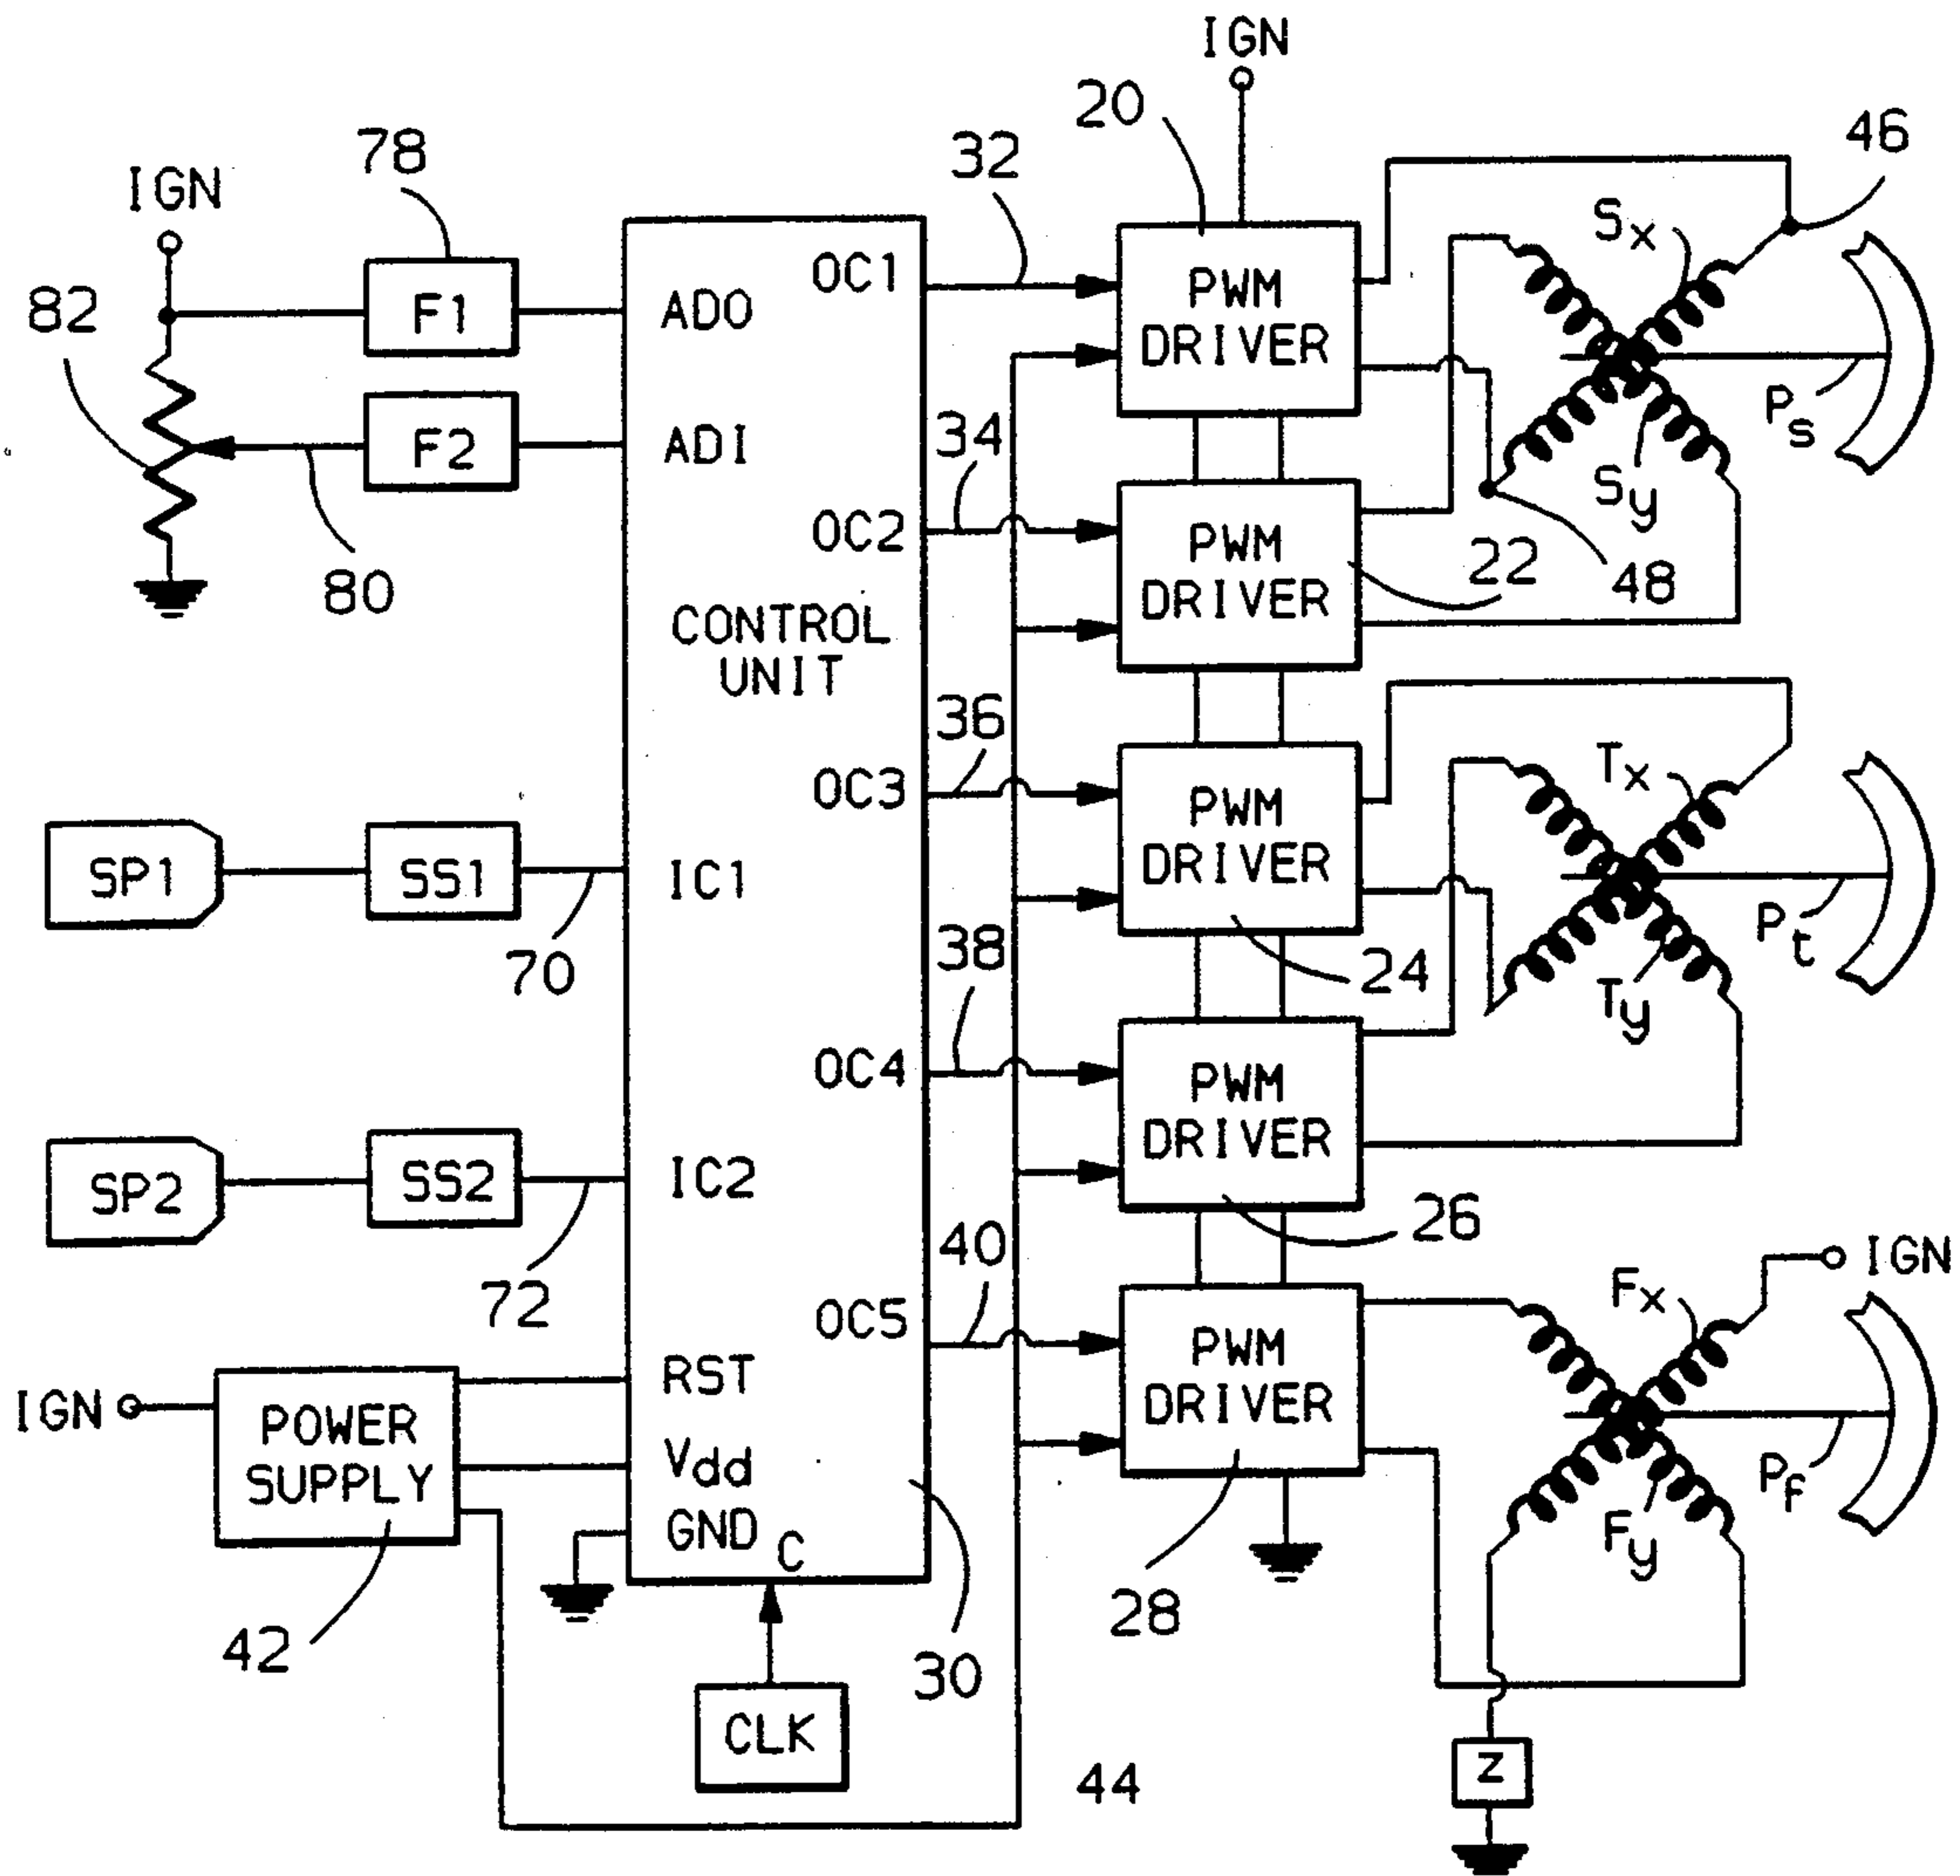 IGN
20
46
78
32
IGN
Sx
OC1
PWM
DRIVER
82
F1
AD0
Ps
34
F2
ADI
Sy
OC2
PWM
DRIVER
22
48
80
CONTROL
UNIT
36
Tx
OC3
PWM
DRIVER
SP1
SS1
IC1
Pt
38
70
24
Ty
OC4
PWM
DRIVER
SP2
SS2
IC2
26
40
IGN
72
Fx
OC5
PWM
DRIVER
RST
IGN
POWER
SUPPLY
Vdd
Pf
GND
C
Fy
28
42
30
CLK
44
Z